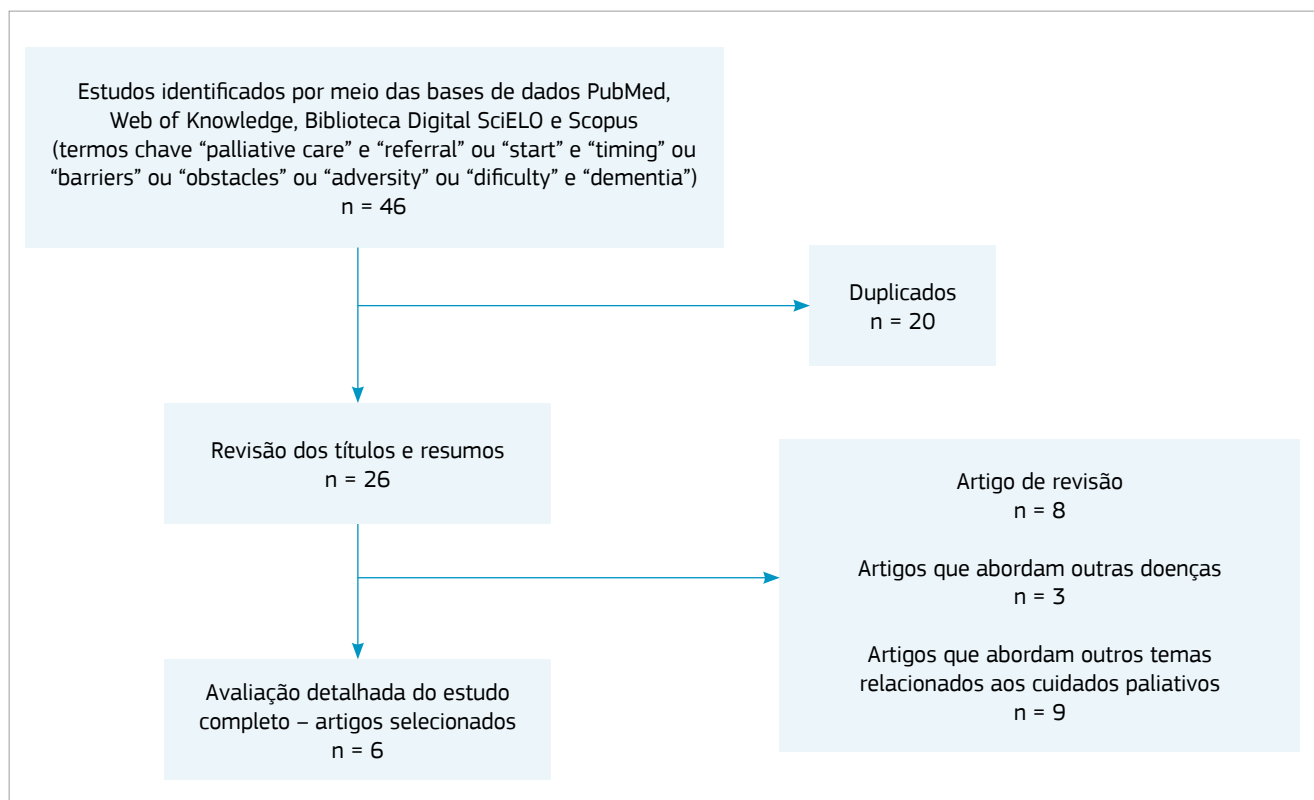 Estudos identificados por meio das bases de dados PubMed,
Web of Knowledge, Biblioteca Digital SciELO e Scopus
(termos chave “palliative care” e “referral” ou “start” e “timing” ou
“barriers” ou “obstacles” ou “adversity” ou “dificulty” e “dementia”)
n = 46
Duplicados
n = 20
Revisão dos títulos e resumos
n = 26
Artigo de revisão
n = 8
Artigos que abordam outras doenças
n = 3
Artigos que abordam outros temas
relacionados aos cuidados paliativos
n = 9
Avaliação detalhada do estudo
completo – artigos selecionados
n = 6